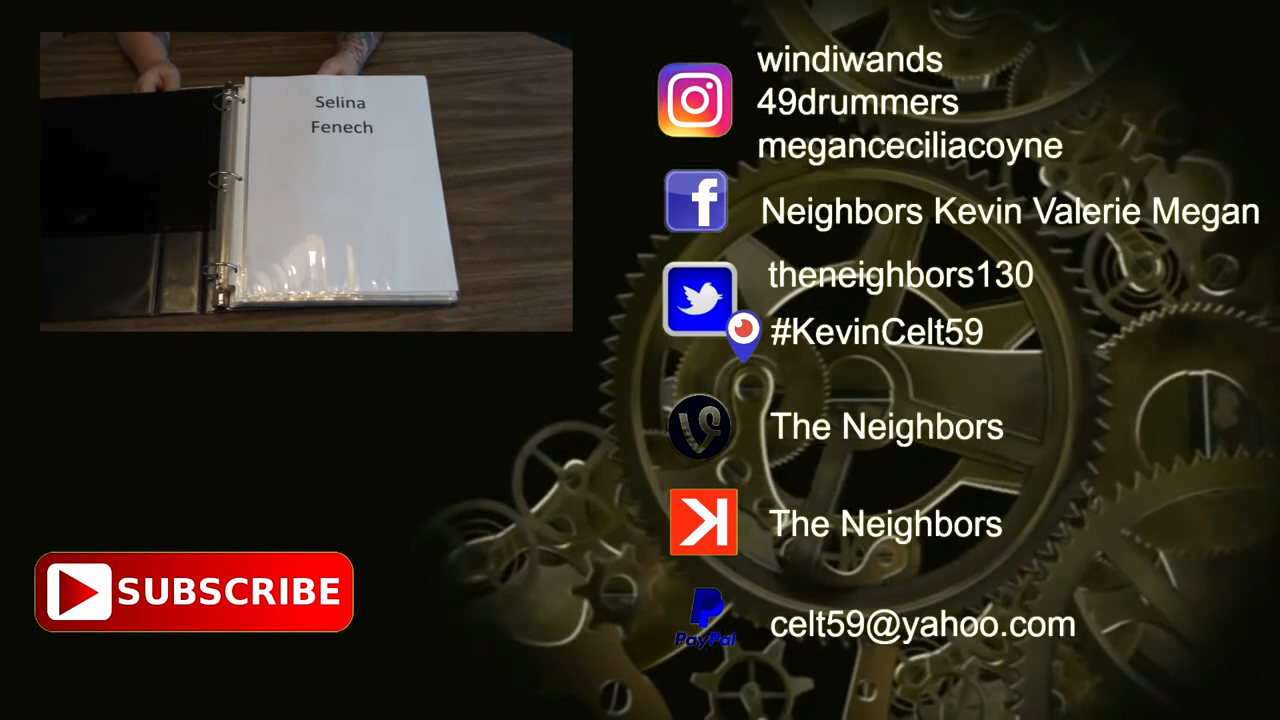 Selina
Fenech
windiwands
49drummers
meganceciliacoyne
Neighbors Kevin Valerie Megan
theneighbors130
#KevinCelt59
The Neighbors
The Neighbors
PayPal
celt59@yahoo.com
SUBSCRIBE